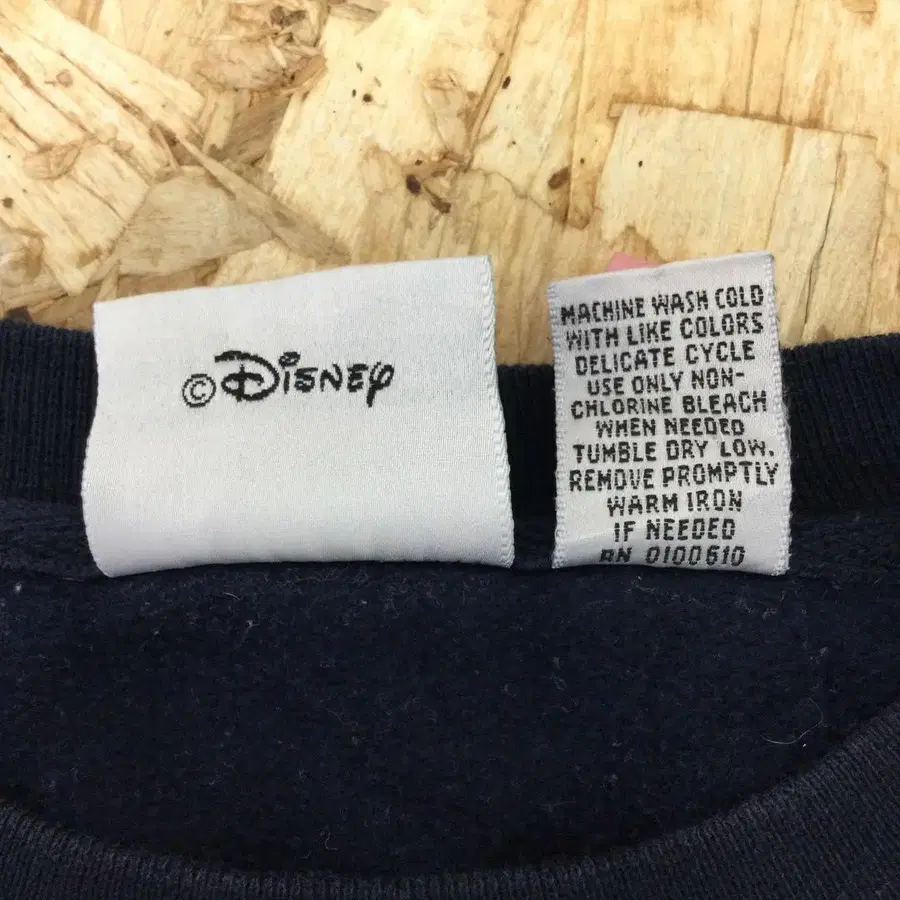 ©Disney
MACHINE WASH COLD
WITH LIKE COLORS
DELICATE CYCLE
USE ONLY NON-
CHLORINE BLEACH
WHEN NEEDED
TUMBLE DRY LOW.
REMOVE PROMPTLY
WARM IRON
IF NEEDED
RN 0100610